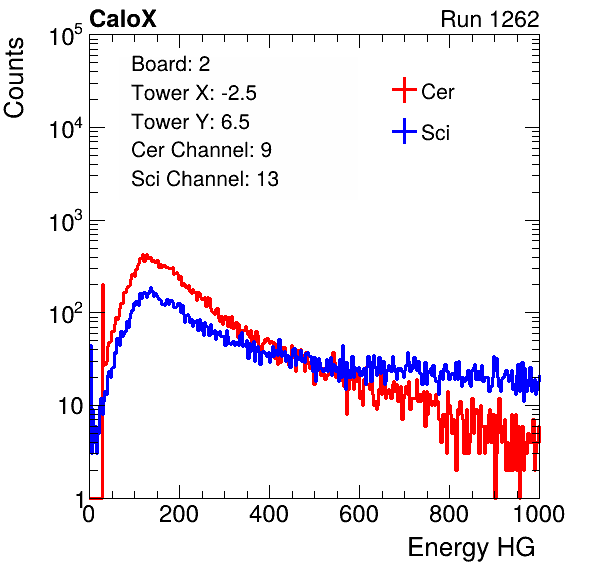 CaloX Run 1262
Counts
10^5
10^4
10^3
10^2
10
1
Board: 2
Tower X: -2.5
Tower Y: 6.5
Cer Channel: 9
Sci Channel: 13
Cer
Sci
0 200 400 600 800 1000
Energy HG